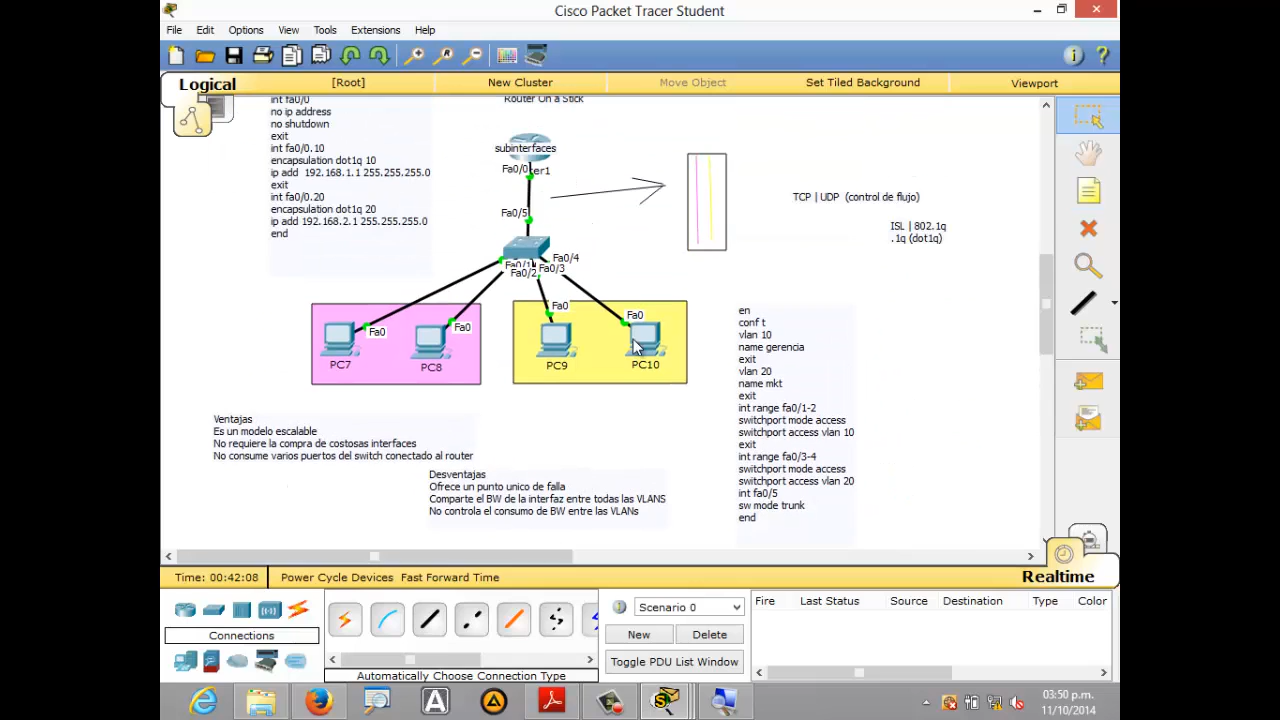 Cisco Packet Tracer Student
File Edit Options View Tools Extensions Help
Logical [Root] New Cluster Move Object Set Tiled Background Viewport
int fa0/0
no ip address
no shutdown
exit
int fa0/0.10
encapsulation dot1q 10
ip add 192.168.1.1 255.255.255.0
exit
int fa0/0.20
encapsulation dot1q 20
ip add 192.168.2.1 255.255.255.0
end
Router On a Stick
subinterfaces
Fa0/0
Fa0/5
Fa0/1
Fa0/2
Fa0/3
Fa0/4
TCP | UDP (control de flujo)
ISL | 802.1q
.1q (dot1q)
Fa0
Fa0
Fa0
Fa0
PC7
PC8
PC9
PC10
en
conf t
vlan 10
name gerencia
exit
vlan 20
name mkt
exit
int range fa0/1-2
switchport mode access
switchport access vlan 10
exit
int range fa0/3-4
switchport mode access
switchport access vlan 20
int fa0/5
sw mode trunk
end
Ventajas
Es un modelo escalable
No requiere la compra de costosas interfaces
No consume varios puertos del switch conectado al router
Desventajas
Ofrece un punto unico de falla
Comparte el BW de la interfaz entre todas las VLANS
No controla el consumo de BW entre las VLANs
Time: 00:42:08 Power Cycle Devices Fast Forward Time
Realtime
Connections
Automatically Choose Connection Type
Scenario 0
New Delete
Toggle PDU List Window
Fire Last Status Source Destination Type Color
03:50 p.m.
11/10/2014